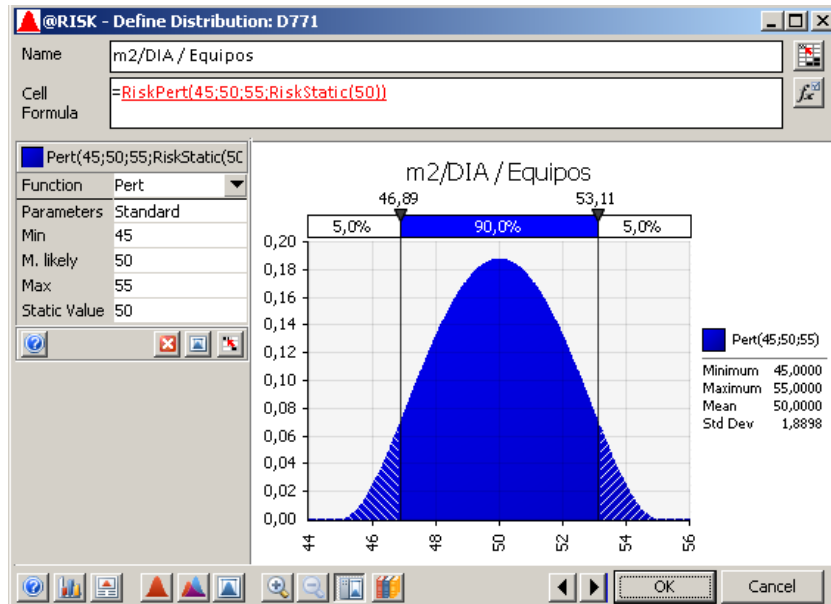 @RISK - Define Distribution: D771
Name
m2/DIA / Equipos
Cell
Formula
=RiskPert(45;50;55;RiskStatic(50))
Pert(45;50;55;RiskStatic(50
Function Pert
Parameters Standard
Min 45
M. likely 50
Max 55
Static Value 50
m2/DIA / Equipos
46,89 53,11
5,0% 90,0% 5,0%
0,20
0,18
0,16
0,14
0,12
0,10
0,08
0,06
0,04
0,02
0,00
44 46 48 50 52 54 56
Pert(45;50;55)
Minimum 45,0000
Maximum 55,0000
Mean 50,0000
Std Dev 1,8898
OK Cancel